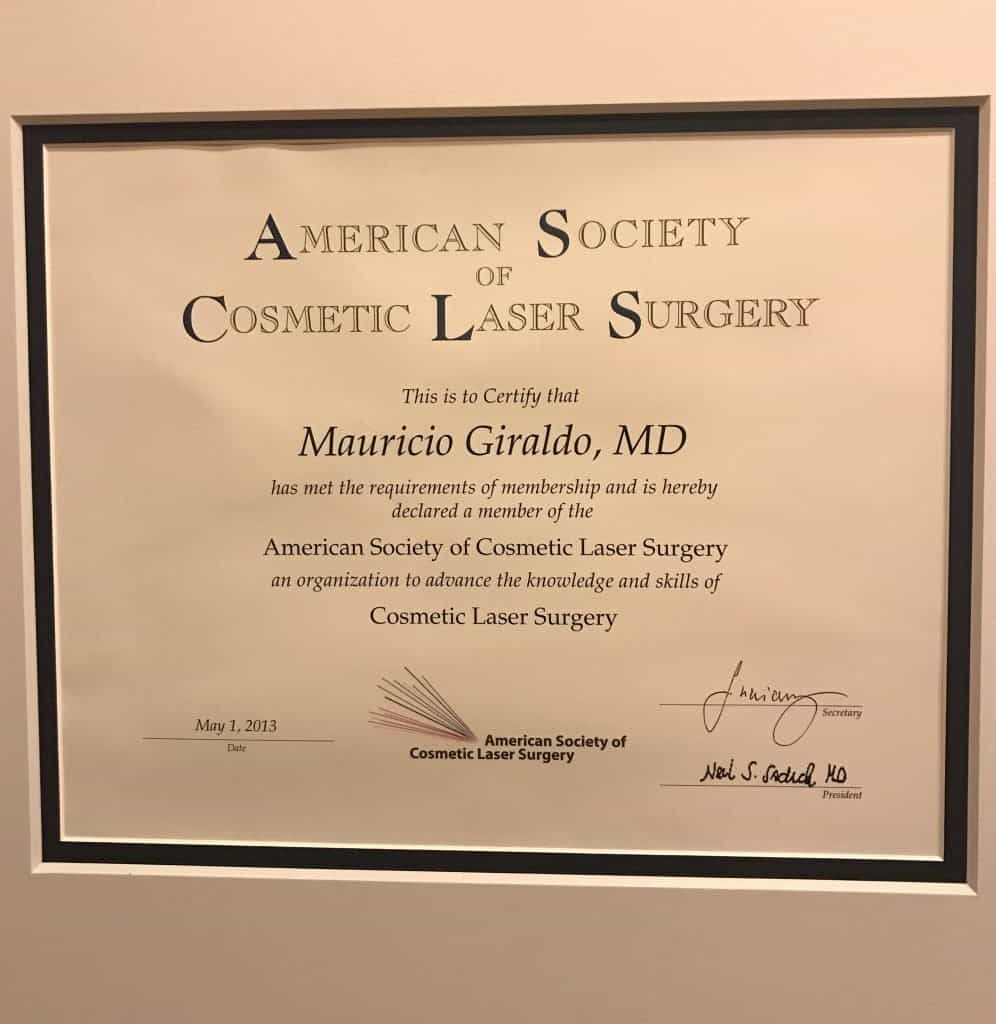 AMERICAN SOCIETY
OF
COSMETIC LASER SURGERY
This is to Certify that
Mauricio Giraldo, MD
has met the requirements of membership and is hereby
declared a member of the
American Society of Cosmetic Laser Surgery
an organization to advance the knowledge and skills of
Cosmetic Laser Surgery
May 1, 2013
Date
American Society of
Cosmetic Laser Surgery
Secretary
Neil S. Sadick MD
President